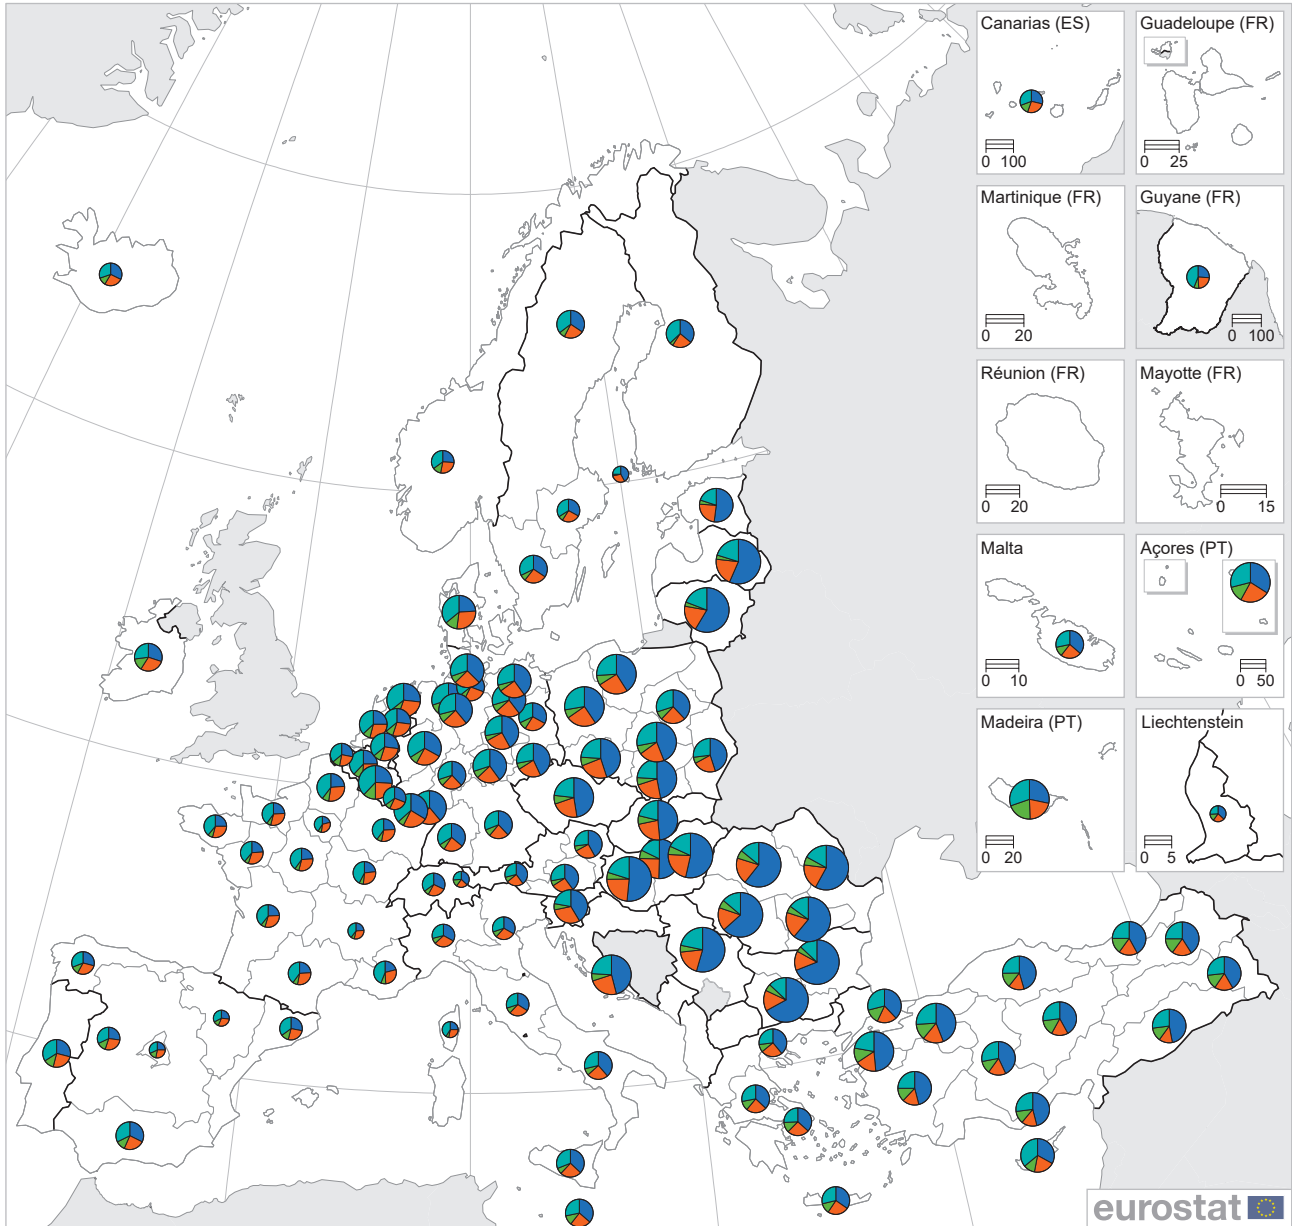 Canarias (ES)
0 100
Guadeloupe (FR)
0 25
Martinique (FR)
0 20
Guyane (FR)
0 100
Réunion (FR)
0 20
Mayotte (FR)
0 15
Malta
0 10
Açores (PT)
0 50
Madeira (PT)
0 20
Liechtenstein
0 5
eurostat